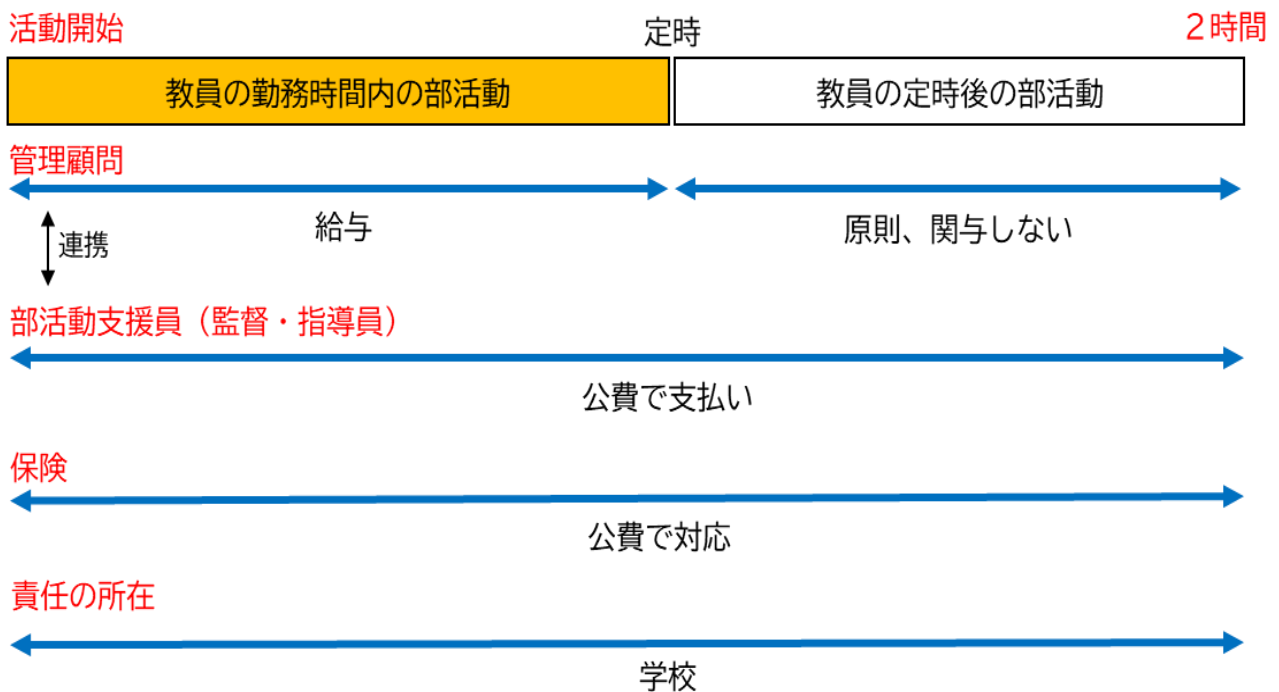 活動開始
定時
２時間
教員の勤務時間内の部活動
教員の定時後の部活動
管理顧問
給与
原則、関与しない
連携
部活動支援員（監督・指導員）
公費で支払い
保険
公費で対応
責任の所在
学校